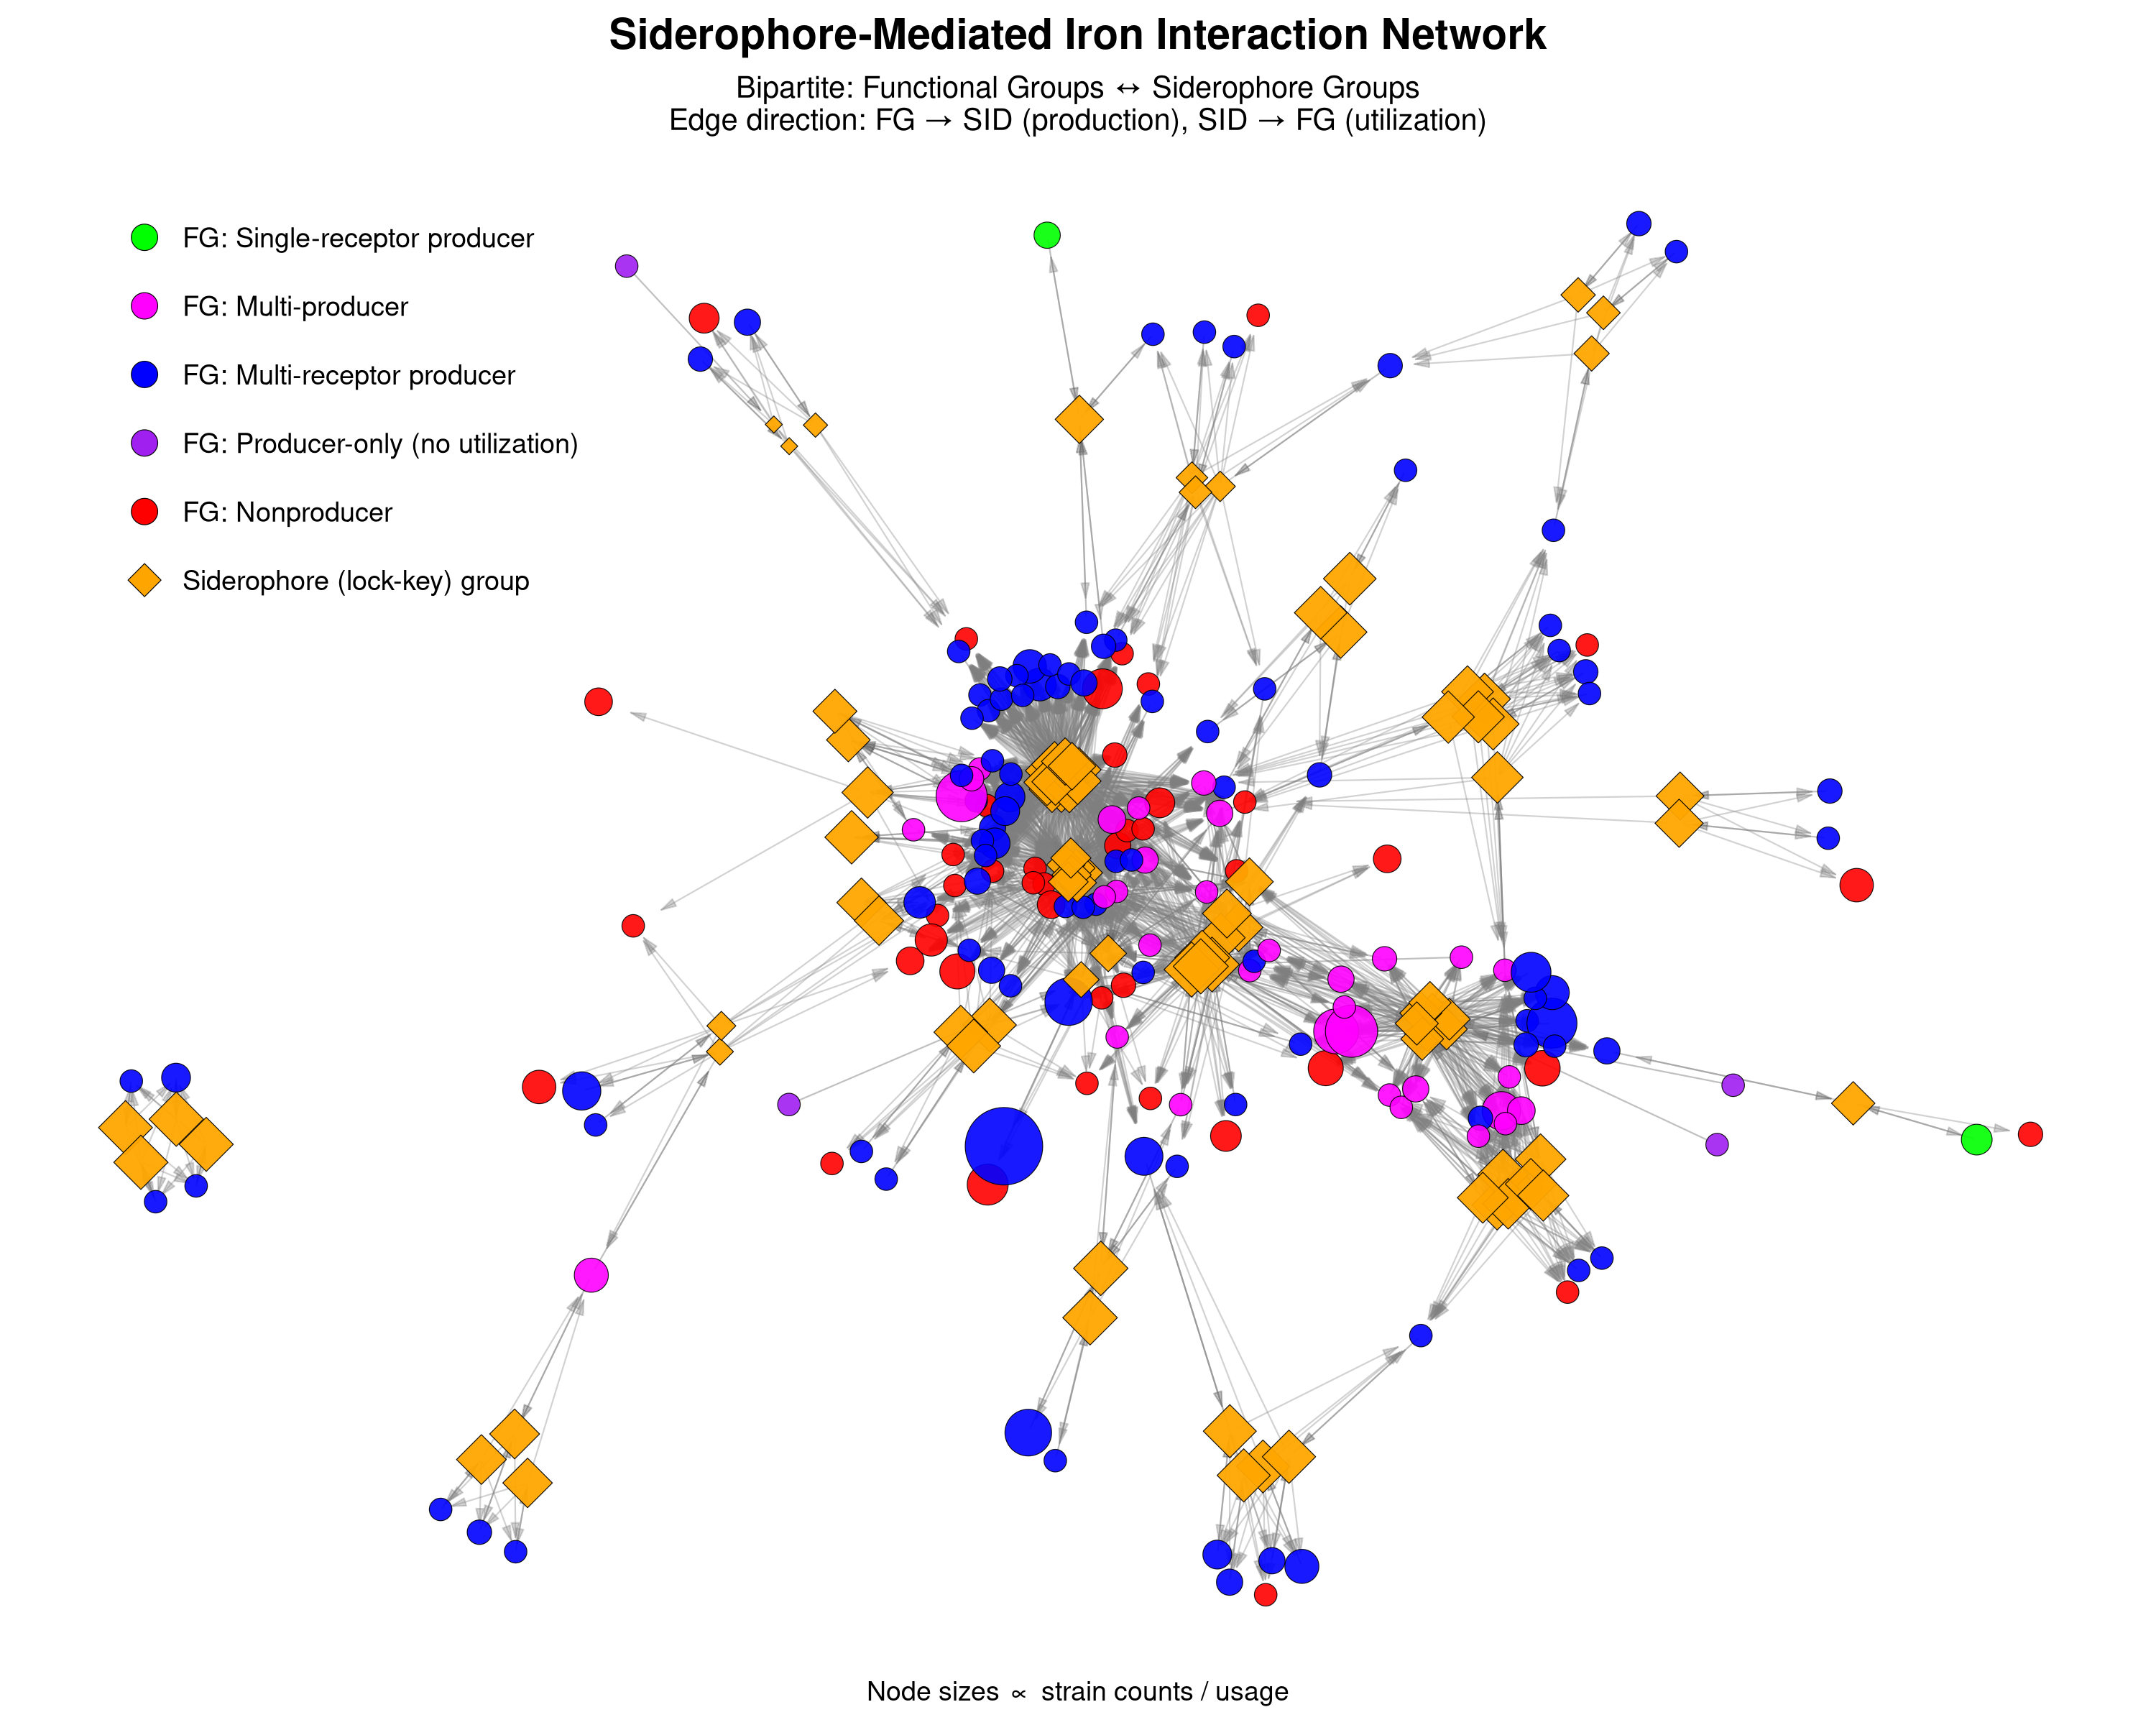 Siderophore-Mediated Iron Interaction Network
Bipartite: Functional Groups ↔ Siderophore Groups
Edge direction: FG → SID (production), SID → FG (utilization)
FG: Single-receptor producer
FG: Multi-producer
FG: Multi-receptor producer
FG: Producer-only (no utilization)
FG: Nonproducer
Siderophore (lock-key) group
Node sizes ∝ strain counts / usage